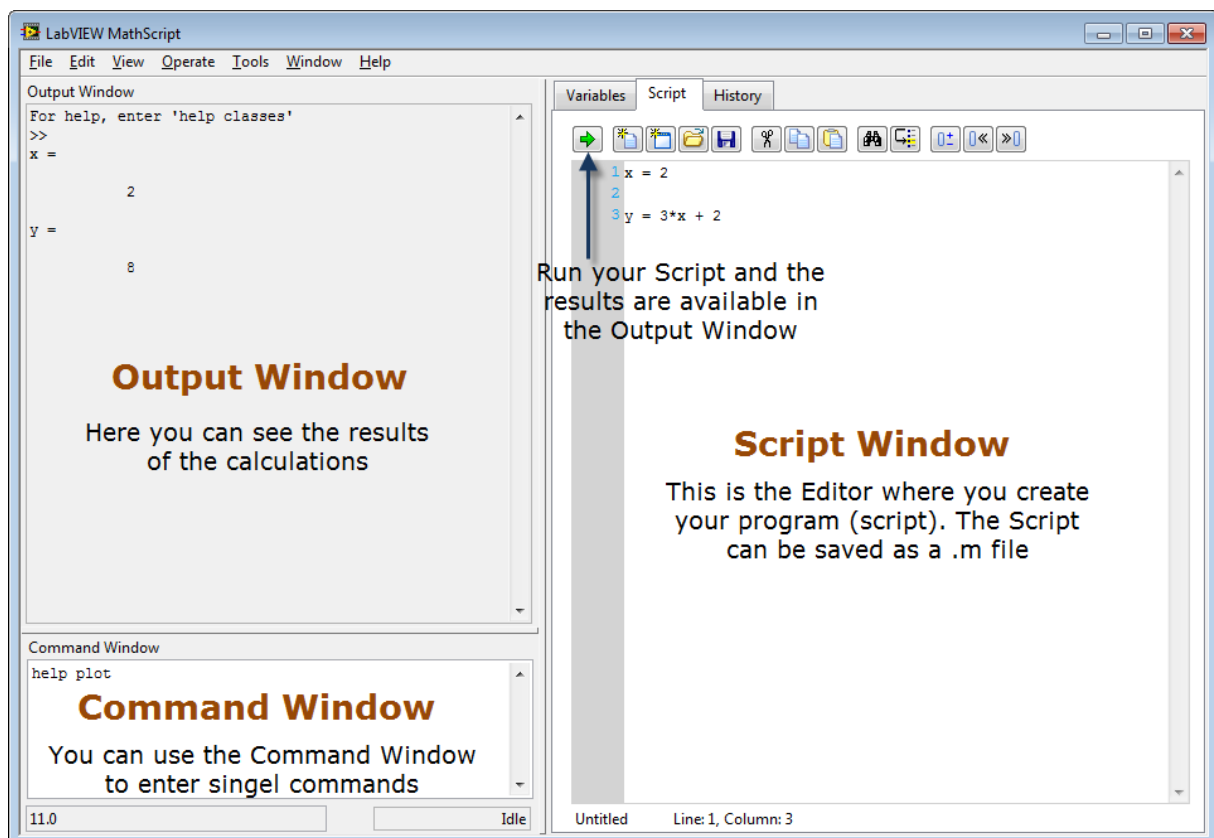 LabVIEW MathScript
File Edit View Operate Tools Window Help
Output Window
For help, enter 'help classes'
>>
x =
2
y =
8
Output Window
Here you can see the results
of the calculations
Command Window
help plot
Command Window
You can use the Command Window
to enter singel commands
11.0 Idle
Variables Script History
1 x = 2
2
3 y = 3*x + 2
Run your Script and the
results are available in
the Output Window
Script Window
This is the Editor where you create
your program (script). The Script
can be saved as a .m file
Untitled Line: 1, Column: 3